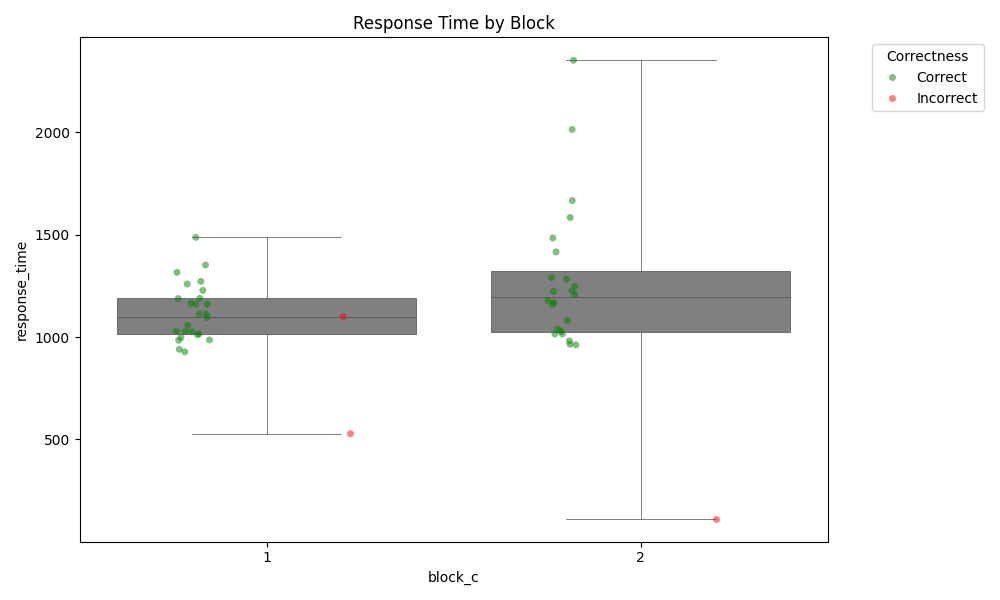 Response Time by Block
Correctness
Correct
Incorrect
2000
1500
1000
500
response_time
1
2
block_c